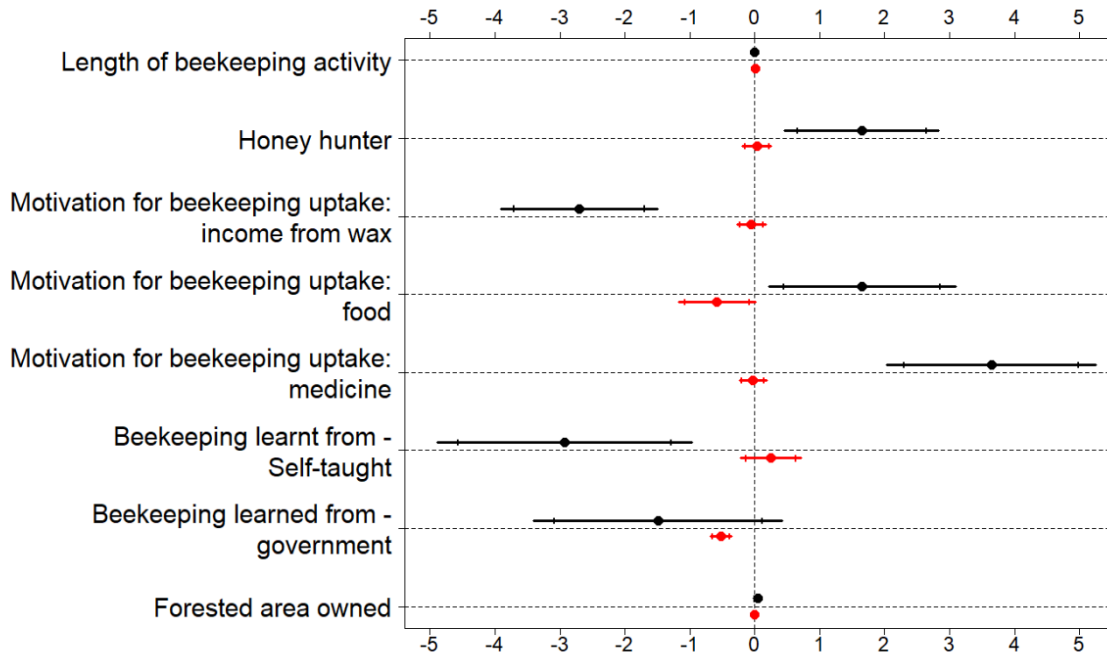 -5 -4 -3 -2 -1 0 1 2 3 4 5
Length of beekeeping activity
Honey hunter
Motivation for beekeeping uptake:
income from wax
Motivation for beekeeping uptake:
food
Motivation for beekeeping uptake:
medicine
Beekeeping learnt from -
Self-taught
Beekeeping learned from -
government
Forested area owned
-5 -4 -3 -2 -1 0 1 2 3 4 5